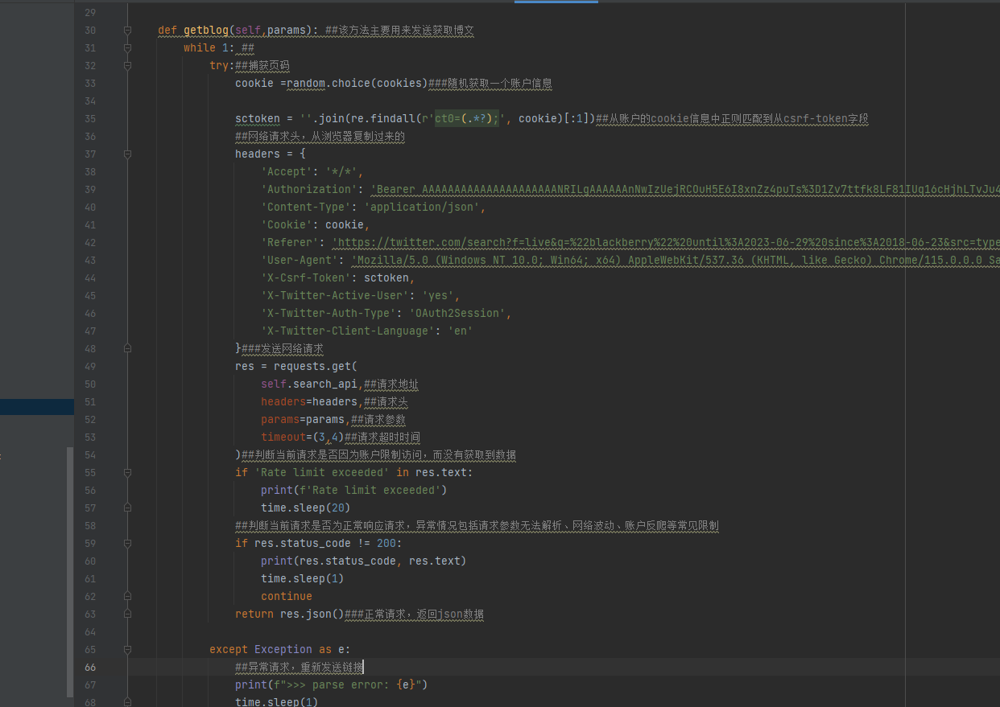 29
30 def getblog(self,params): ##该方法主要用来发送获取博文
31 while 1: ##
32 try:##捕获页码
33 cookie =random.choice(cookies)###随机获取一个账户信息
34
35 sctoken = ''.join(re.findall(r'ct0=(.*?);', cookie)[:1])##从账户的cookie信息中正则匹配到从csrf-token字段
36 ##网络请求头，从浏览器复制过来的
37 headers = {
38 'Accept': '*/*',
39 'Authorization': 'Bearer
40 'Content-Type': 'application/json',
41 'Cookie': cookie,
42 'Referer': 'https://twitter.com/search?f=live&q=%22blackberry%22%20until%3A2023-06-29%20since%3A2018-06-23&src=type
43 'User-Agent': 'Mozilla/5.0 (Windows NT 10.0; Win64; x64) AppleWebKit/537.36 (KHTML, like Gecko) Chrome/115.0.0.0 Sa
44 'X-Csrf-Token': sctoken,
45 'X-Twitter-Active-User': 'yes',
46 'X-Twitter-Auth-Type': 'OAuth2Session',
47 'X-Twitter-Client-Language': 'en'
48 }###发送网络请求
49 res = requests.get(
50 self.search_api,##请求地址
51 headers=headers,##请求头
52 params=params,##请求参数
53 timeout=(3,4)##请求超时时间
54 )##判断当前请求是否因为账户限制访问，而没有获取到数据
55 if 'Rate limit exceeded' in res.text:
56 print(f'Rate limit exceeded')
57 time.sleep(20)
58 ##判断当前请求是否为正常响应请求，异常情况包括请求参数无法解析、网络波动、账户反爬等常见限制
59 if res.status_code != 200:
60 print(res.status_code, res.text)
61 time.sleep(1)
62 continue
63 return res.json()###正常请求，返回json数据
64
65 except Exception as e:
66 ##异常请求，重新发送链接
67 print(f">>> parse error: {e}")
68 time.sleep(1)